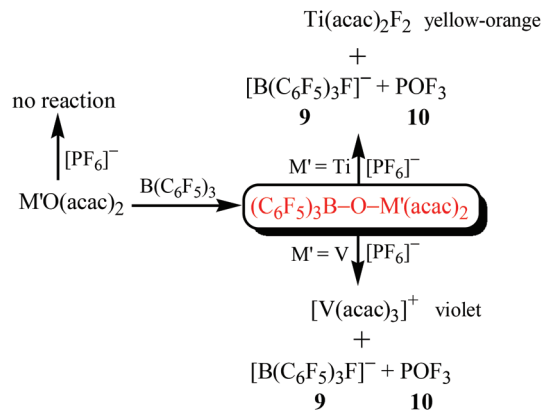 Ti(acac)₂F₂ yellow-orange
+
[B(C₆F₅)₃F]⁻ + POF₃
9 10
no reaction
[PF₆]⁻
M' = Ti [PF₆]⁻
M'O(acac)₂
B(C₆F₅)₃
(C₆F₅)₃B–O–M'(acac)₂
M' = V [PF₆]⁻
[V(acac)₃]⁺ violet
+
[B(C₆F₅)₃F]⁻ + POF₃
9 10